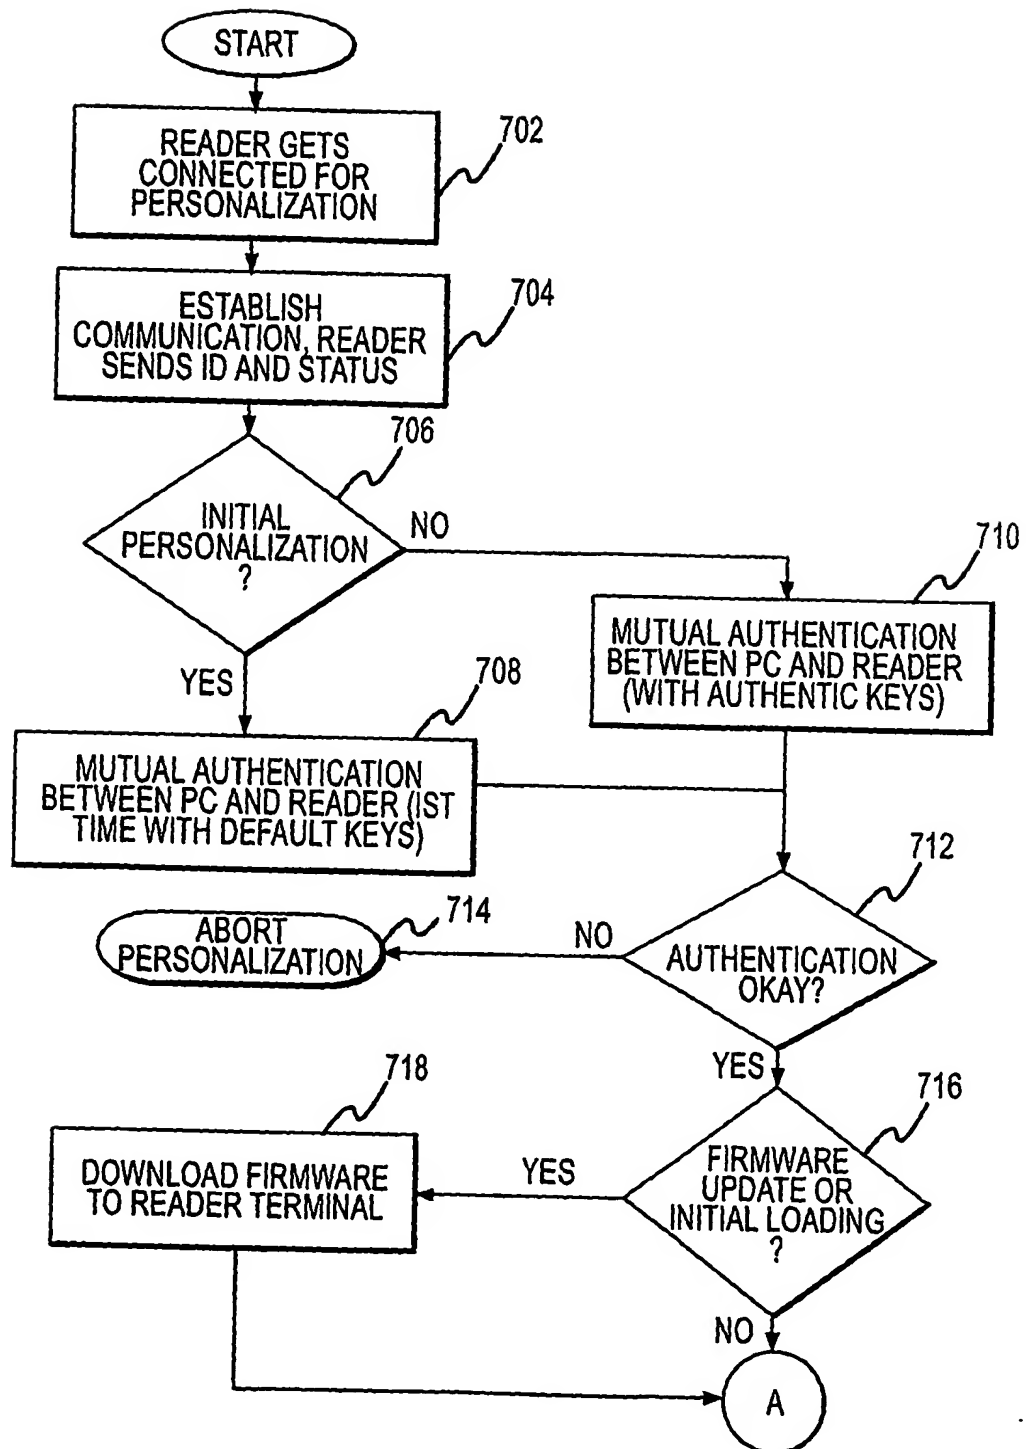 START
READER GETS
CONNECTED FOR
PERSONALIZATION
702
ESTABLISH
COMMUNICATION, READER
SENDS ID AND STATUS
704
706
INITIAL
PERSONALIZATION
?
NO
710
MUTUAL AUTHENTICATION
BETWEEN PC AND READER
(WITH AUTHENTIC KEYS)
YES
708
MUTUAL AUTHENTICATION
BETWEEN PC AND READER (IST
TIME WITH DEFAULT KEYS)
712
AUTHENTICATION
OKAY?
NO
714
ABORT
PERSONALIZATION
YES
716
FIRMWARE
UPDATE OR
INITIAL LOADING
?
YES
718
DOWNLOAD FIRMWARE
TO READER TERMINAL
NO
A